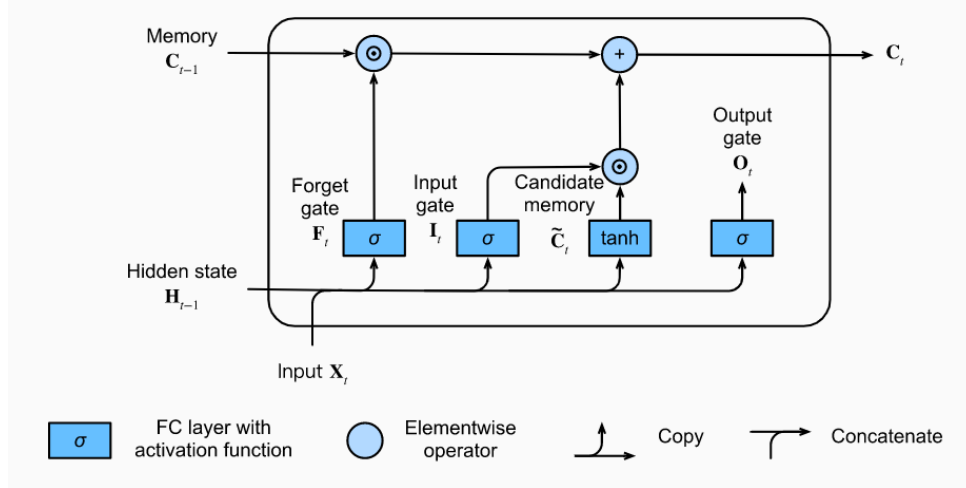 Memory
C_{t−1}
C_t
Output
gate
O_t
Forget
gate
F_t
Input
gate
I_t
Candidate
memory
C̃_t
σ
σ
tanh
σ
Hidden state
H_{t−1}
Input X_t
σ
FC layer with
activation function
Elementwise
operator
Copy
Concatenate